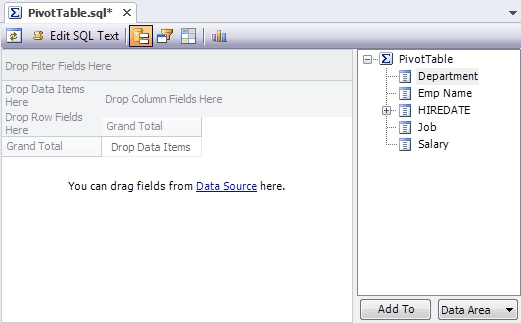 PivotTable.sql*
Edit SQL Text
Drop Filter Fields Here
Drop Data Items
Here
Drop Column Fields Here
Drop Row Fields
Here
Grand Total
Grand Total
Drop Data Items
You can drag fields from Data Source here.
PivotTable
Department
Emp Name
HIREDATE
Job
Salary
Add To
Data Area